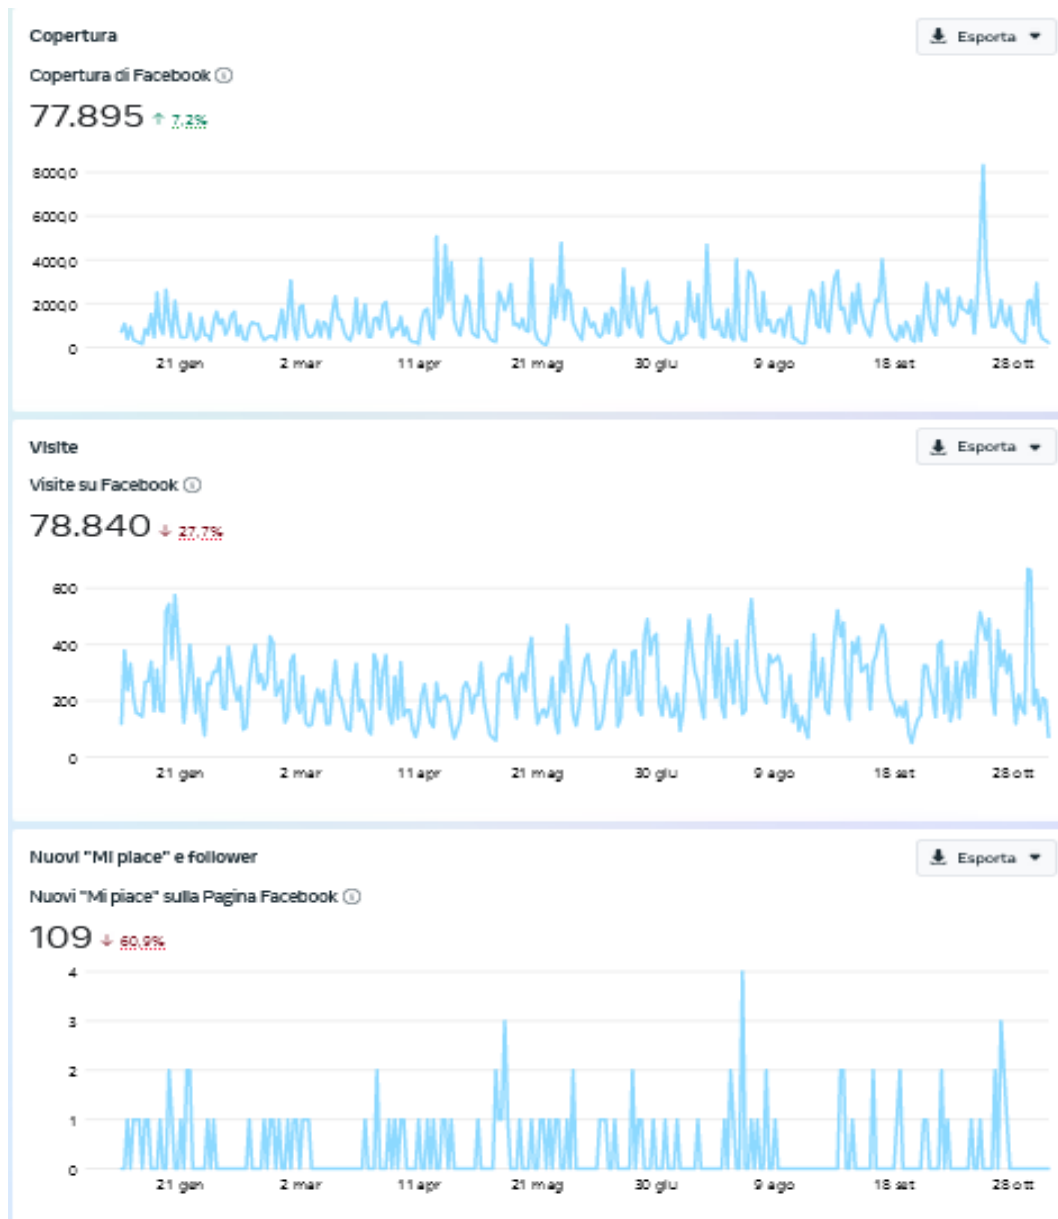 Copertura
Esporta
Copertura di Facebook
77.895 ↑ 7,2%
8000,0
6000,0
4000,0
2000,0
0
21 gen 2 mar 11 apr 21 mag 30 giu 9 ago 18 set 28 ott
Visite
Esporta
Visite su Facebook
78.840 ↓ 27,7%
600
400
200
0
21 gen 2 mar 11 apr 21 mag 30 giu 9 ago 18 set 28 ott
Nuovi "Mi piace" e follower
Esporta
Nuovi "Mi piace" sulla Pagina Facebook
109 ↓ 60,9%
4
3
2
1
0
21 gen 2 mar 11 apr 21 mag 30 giu 9 ago 18 set 28 ott